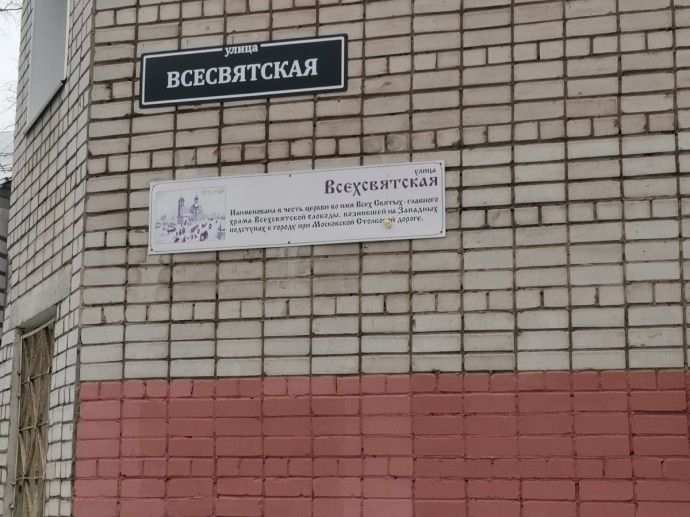 улица
ВСЕСВЯТСКАЯ
улица
Всехсвятская
Наименована в честь церкви во имя Всех Святых - главного
храма Всехсвятской слободы, возникшей на Западных
подступах к городу при Московской Столбовой дороге.